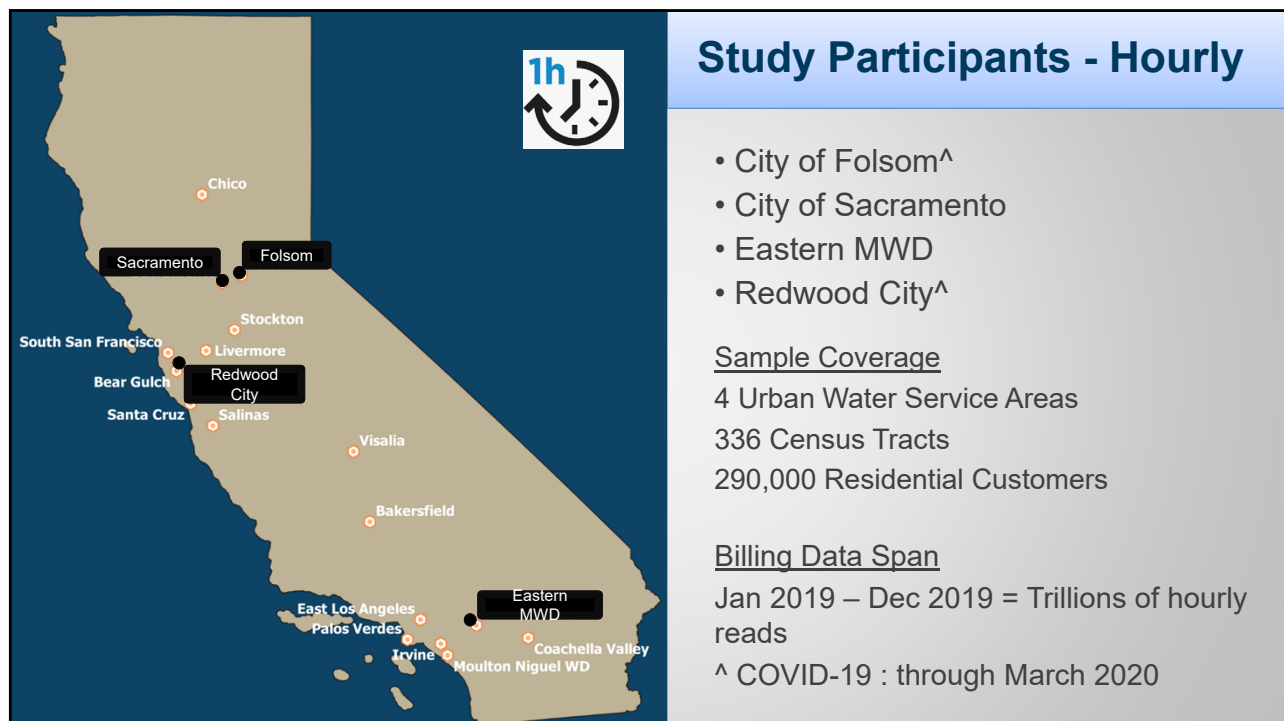 1h
Study Participants - Hourly
Chico
Sacramento
Folsom
Stockton
South San Francisco
Livermore
Bear Gulch
Redwood
City
Santa Cruz
Salinas
Visalia
Bakersfield
East Los Angeles
Eastern
MWD
Palos Verdes
Irvine
Coachella Valley
Moulton Niguel WD
• City of Folsom^
• City of Sacramento
• Eastern MWD
• Redwood City^
Sample Coverage
4 Urban Water Service Areas
336 Census Tracts
290,000 Residential Customers
Billing Data Span
Jan 2019 – Dec 2019 = Trillions of hourly
reads
^ COVID-19 : through March 2020